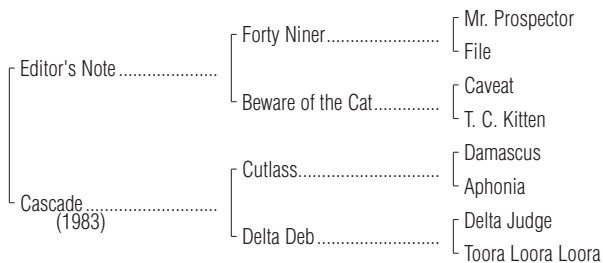 Mr. Prospector
Forty Niner........................
File
Editor's Note .....................
Caveat
Beware of the Cat..............
T. C. Kitten
Damascus
Cutlass..............................
Aphonia
Cascade ............................
(1983)
Delta Judge
Delta Deb ..........................
Toora Loora Loora